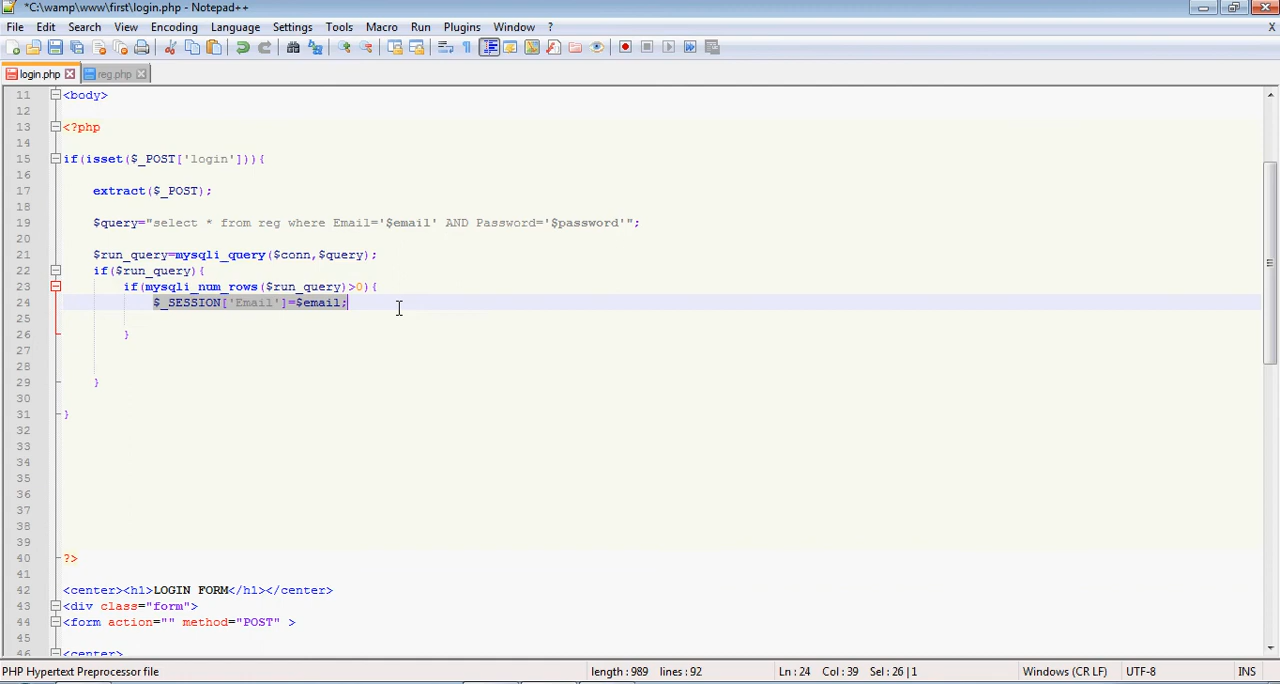 *C:\wamp\www\first\login.php - Notepad++
File Edit Search View Encoding Language Settings Tools Macro Run Plugins Window ? X
login.php reg.php
11 <body>
12
13 <?php
14
15 if(isset($_POST['login'])){
16
17 extract($_POST);
18
19 $query="select * from reg where Email='$email' AND Password='$password'";
20
21 $run_query=mysqli_query($conn,$query);
22 if($run_query){
23 if(mysqli_num_rows($run_query)>0){
24 $_SESSION['Email']=$email;
25
26 }
27
28
29 }
30
31 }
32
33
34
35
36
37
38
39
40 ?>
41
42 <center><h1>LOGIN FORM</h1></center>
43 <div class="form">
44 <form action="" method="POST" >
45
46 <center>
PHP Hypertext Preprocessor file length : 989 lines : 92 Ln : 24 Col : 39 Sel : 26 | 1 Windows (CR LF) UTF-8 INS